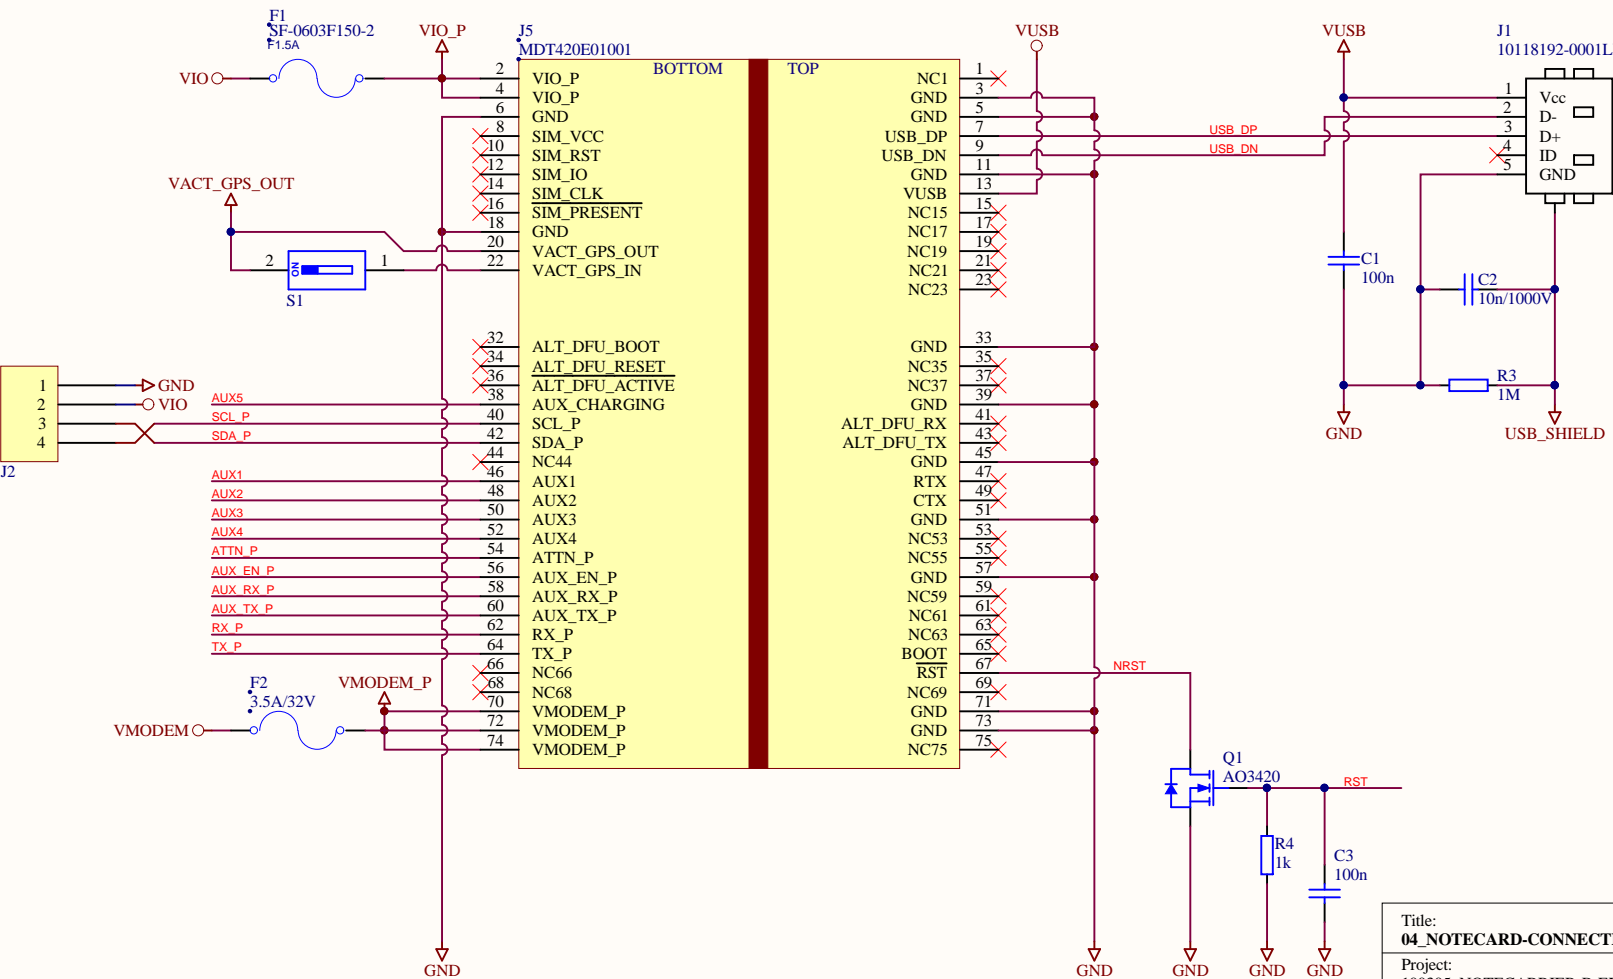 F1
SF-0603F150-2
F1.5A
VIO_P
VIO
J5
MDT420E01001
BOTTOM
TOP
VUSB
VUSB
J1
10118192-0001L
2 VIO_P
4 VIO_P
6 GND
8 SIM_VCC
10 SIM_RST
12 SIM_IO
14 SIM_CLK
16 SIM_PRESENT
18 GND
20 VACT_GPS_OUT
22 VACT_GPS_IN
32 ALT_DFU_BOOT
34 ALT_DFU_RESET
36 ALT_DFU_ACTIVE
38 AUX_CHARGING
40 SCL_P
42 SDA_P
44 NC44
46 AUX1
48 AUX2
50 AUX3
52 AUX4
54 ATTN_P
56 AUX_EN_P
58 AUX_RX_P
60 AUX_TX_P
62 RX_P
64 TX_P
66 NC66
68 NC68
70 VMODEM_P
72 VMODEM_P
74 VMODEM_P
NC1 1
GND 3
GND 5
USB_DP 7
USB_DN 9
GND 11
VUSB 13
NC15 15
NC17 17
NC19 19
NC21 21
NC23 23
GND 33
NC35 35
NC37 37
GND 39
ALT_DFU_RX 41
ALT_DFU_TX 43
GND 45
RTX 47
CTX 49
GND 51
NC53 53
NC55 55
GND 57
NC59 59
NC61 61
NC63 63
BOOT 65
RST 67
NC69 69
GND 71
GND 73
NC75 75
VACT_GPS_OUT
2
ON
1
S1
1 GND
2 VIO
3
4
J2
AUX5
SCL_P
SDA_P
AUX1
AUX2
AUX3
AUX4
ATTN_P
AUX_EN_P
AUX_RX_P
AUX_TX_P
RX_P
TX_P
F2
3.5A/32V
VMODEM_P
VMODEM
GND
USB_DP
USB_DN
1 Vcc
2 D-
3 D+
4 ID
5 GND
C1
100n
C2
10n/1000V
R3
1M
GND
USB_SHIELD
NRST
Q1
AO3420
RST
R4
1k
C3
100n
GND
GND
GND
GND
Title:
04_NOTECARD-CONNECT
Project: